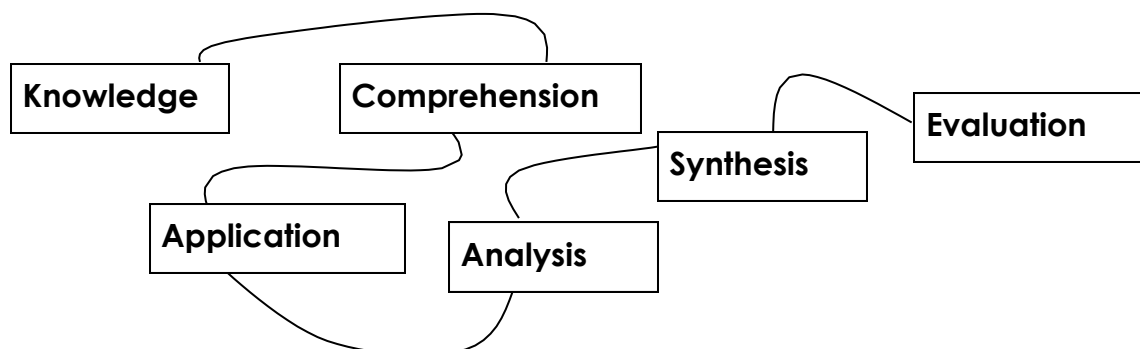 Knowledge
Comprehension
Application
Analysis
Synthesis
Evaluation